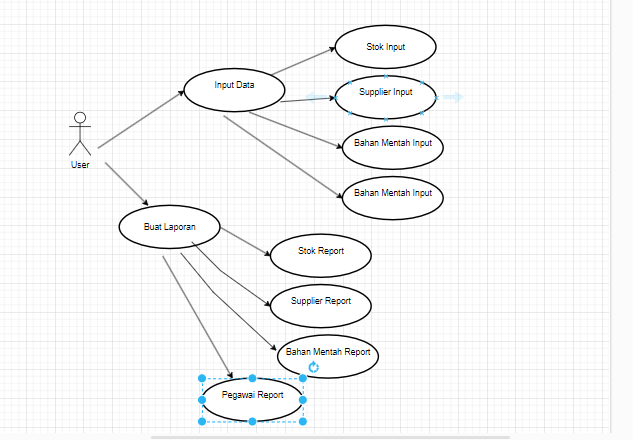 Stok Input
Input Data
Supplier Input
Bahan Mentah Input
User
Bahan Mentah Input
Buat Laporan
Stok Report
Supplier Report
Bahan Mentah Report
Pegawai Report